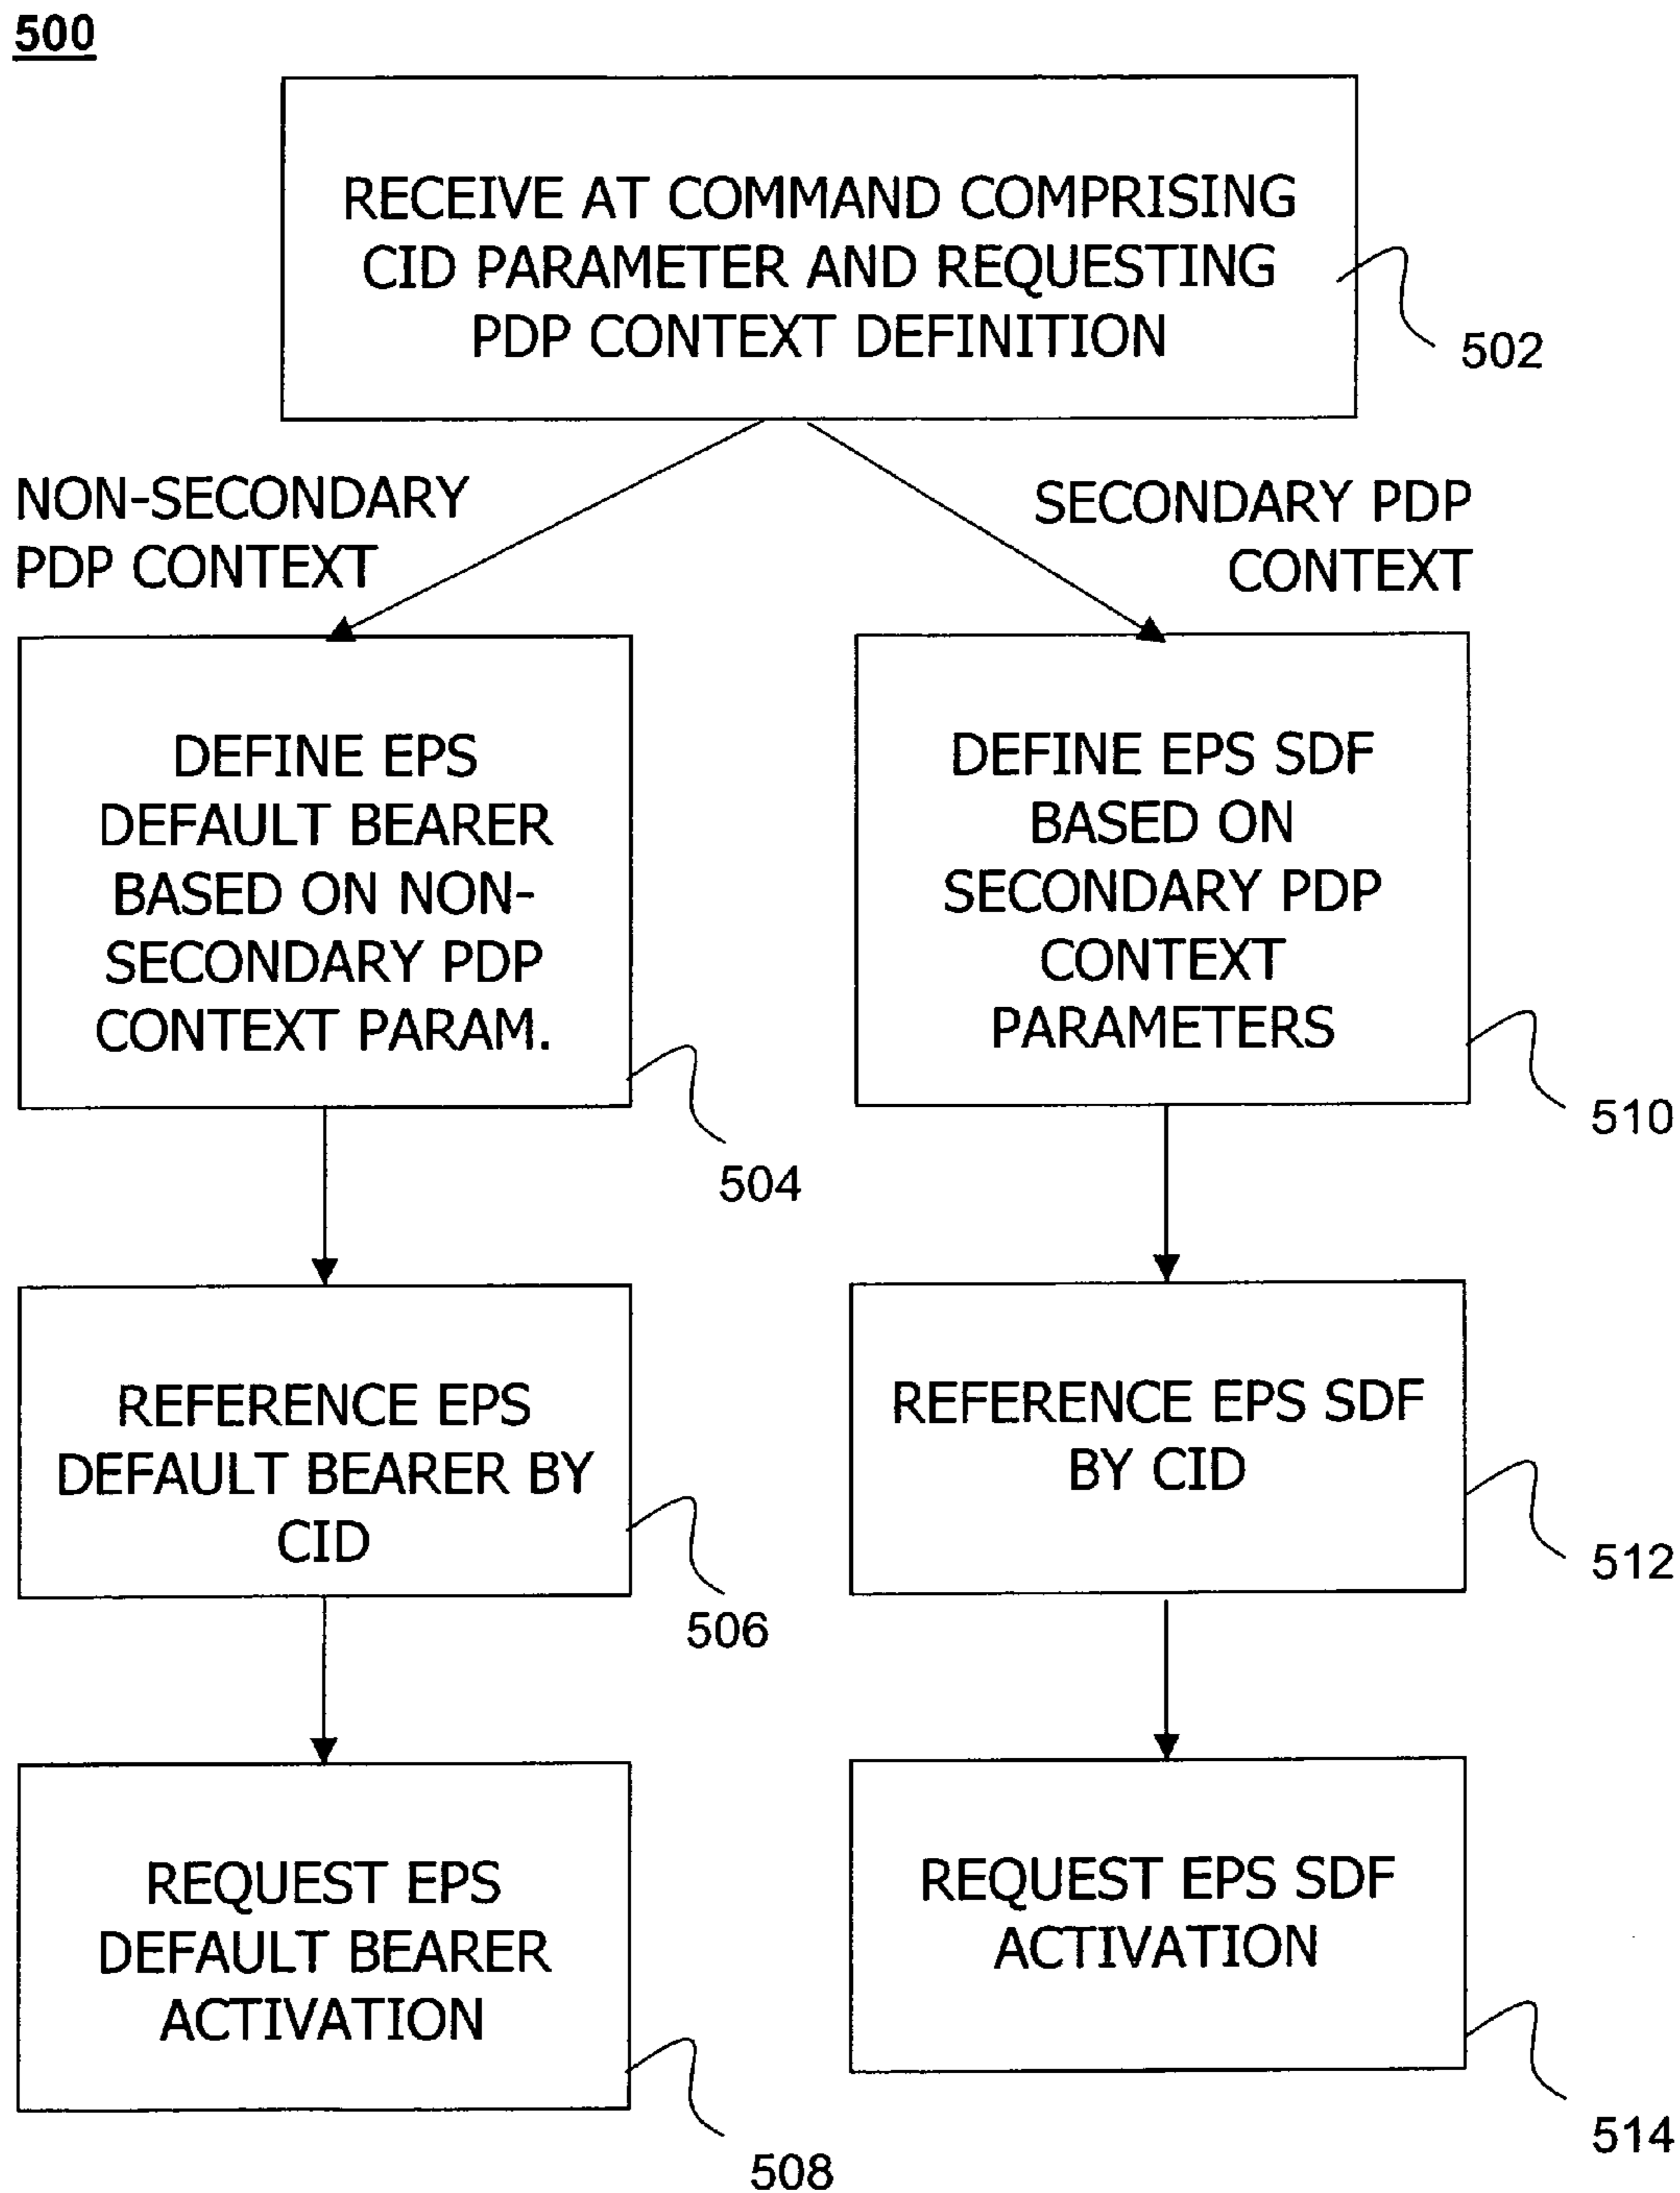 500
RECEIVE AT COMMAND COMPRISING
CID PARAMETER AND REQUESTING
PDP CONTEXT DEFINITION
502
NON-SECONDARY
PDP CONTEXT
SECONDARY PDP
CONTEXT
DEFINE EPS
DEFAULT BEARER
BASED ON NON-
SECONDARY PDP
CONTEXT PARAM.
504
DEFINE EPS SDF
BASED ON
SECONDARY PDP
CONTEXT
PARAMETERS
510
REFERENCE EPS
DEFAULT BEARER BY
CID
506
REFERENCE EPS SDF
BY CID
512
REQUEST EPS
DEFAULT BEARER
ACTIVATION
508
REQUEST EPS SDF
ACTIVATION
514